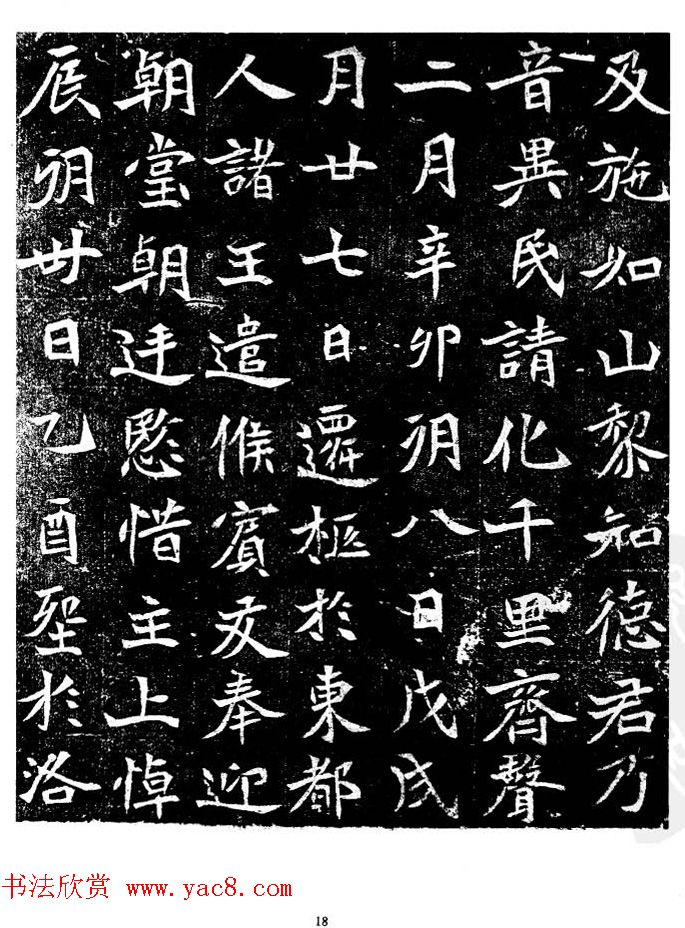 及施如山黎知德君乃
音異民請化千里齊聲
二月辛卯朔八日戊戌
月廿七日遷柩於東都
人諸王遣候賓友奉迎
朝堂朝廷愍惜主上悼
辰朔卅日乙酉於洛
书法欣赏 www.yac8.com
18